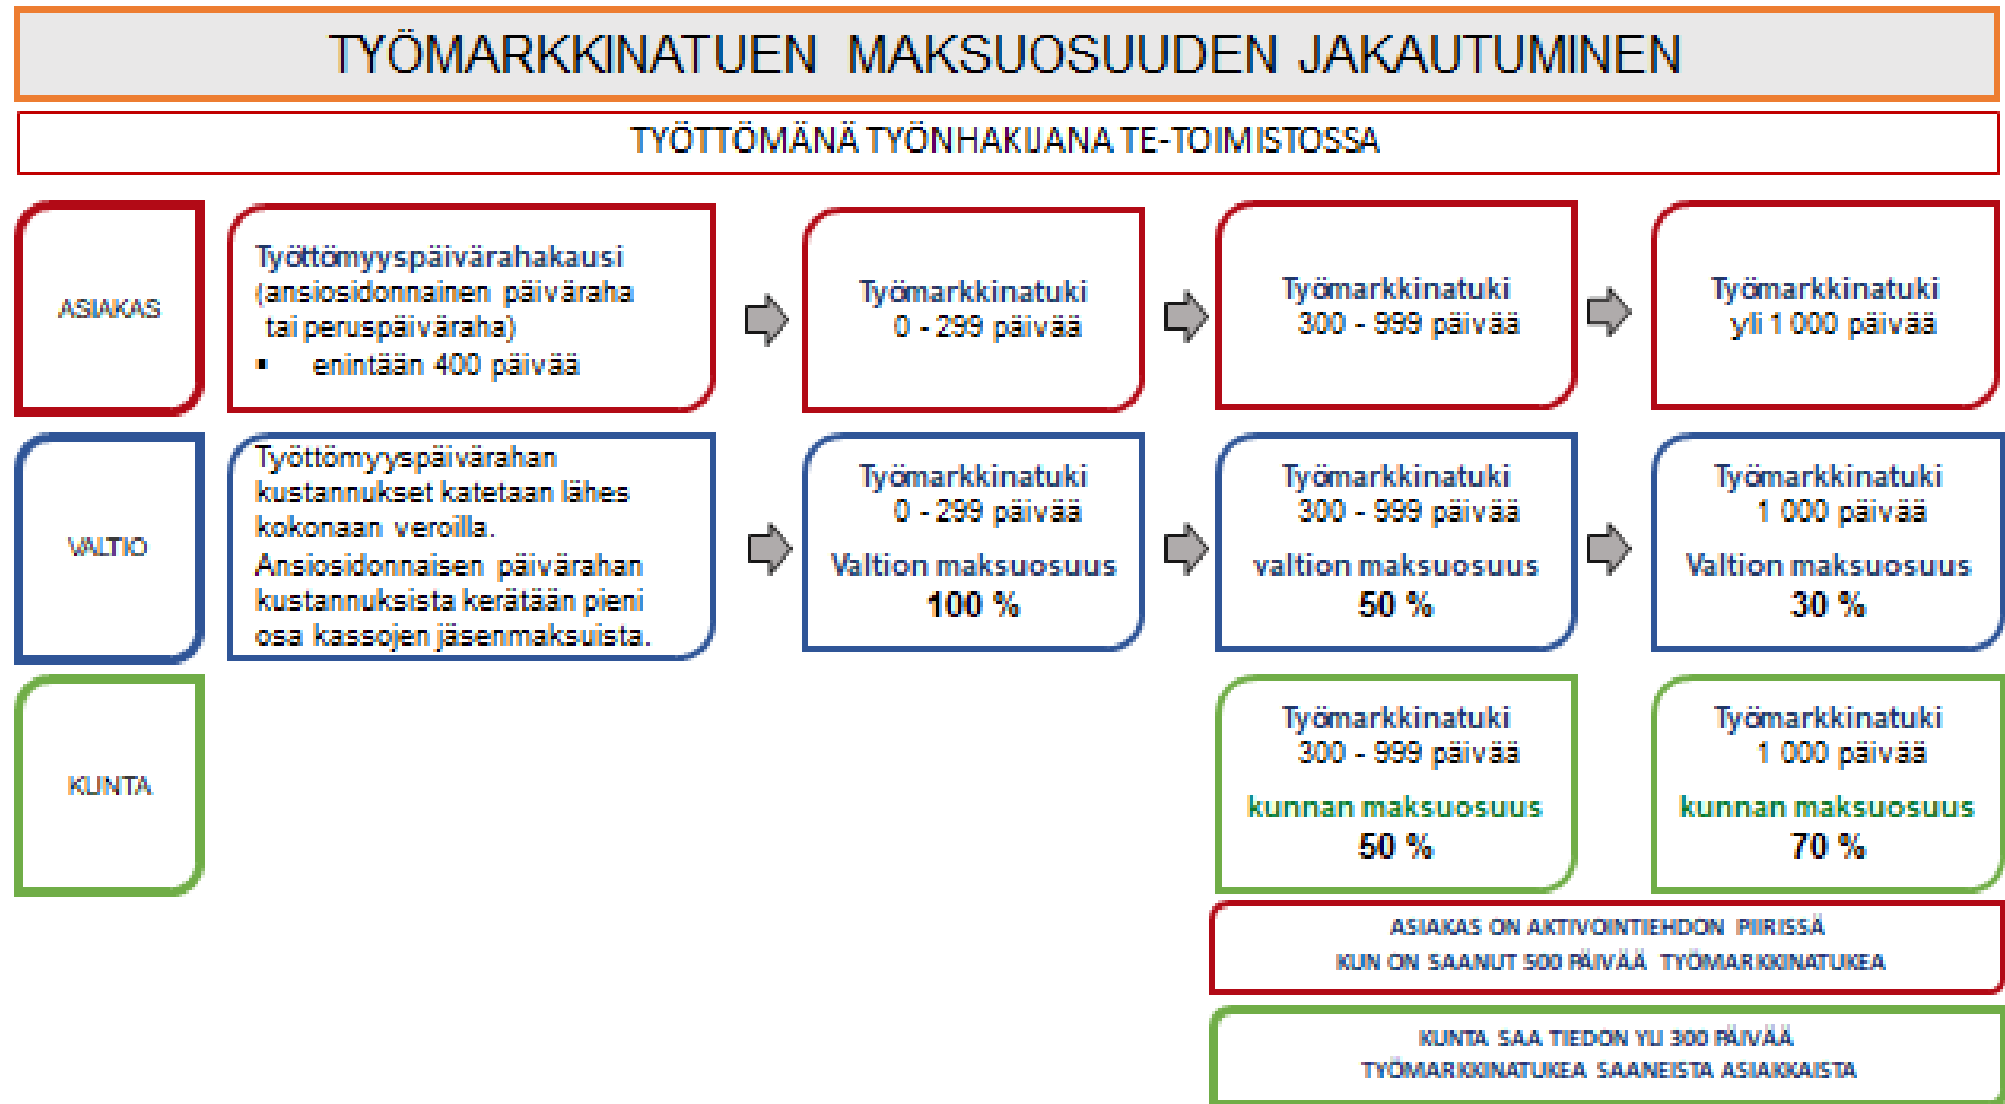 TYÖMARKKINATUEN MAKSUOSUUDEN JAKAUTUMINEN
TYÖTTÖMÄNÄ TYÖNHAKIJANA TE-TOIMISTOSSA
ASIAKAS
Työttömyyspäivärahakausi
(ansiosidonnainen päiväraha
tai peruspäiväraha)
▪ enintään 400 päivää
Työmarkkinatuki
0 - 299 päivää
Työmarkkinatuki
300 - 999 päivää
Työmarkkinatuki
yli 1 000 päivää
VALTIO
Työttömyyspäivärahan
kustannukset katetaan lähes
kokonaan veroilla.
Ansiosidonnaisen päivärahan
kustannuksista kerätään pieni
osa kassojen jäsenmaksuista.
Työmarkkinatuki
0 - 299 päivää
Valtion maksuosuus
100 %
Työmarkkinatuki
300 - 999 päivää
valtion maksuosuus
50 %
Työmarkkinatuki
1 000 päivää
Valtion maksuosuus
30 %
KUNTA
Työmarkkinatuki
300 - 999 päivää
kunnan maksuosuus
50 %
Työmarkkinatuki
1 000 päivää
kunnan maksuosuus
70 %
ASIAKAS ON AKTIVOINTIEHDON PIIRISSÄ
KUN ON SAANUT 500 PÄIVÄÄ TYÖMARKKINATUKEA
KUNTA SAA TIEDON YLI 300 PÄIVÄÄ
TYÖMARKKINATUKEA SAANEISTA ASIAKKAISTA